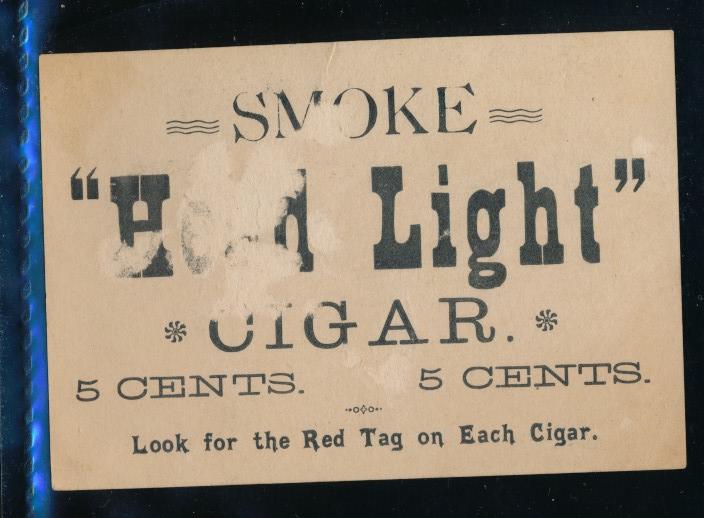 SMOKE
Light”
CIGAR.
5 CENTS. 5 CENTS.
Look for the Red Tag on Each Cigar.